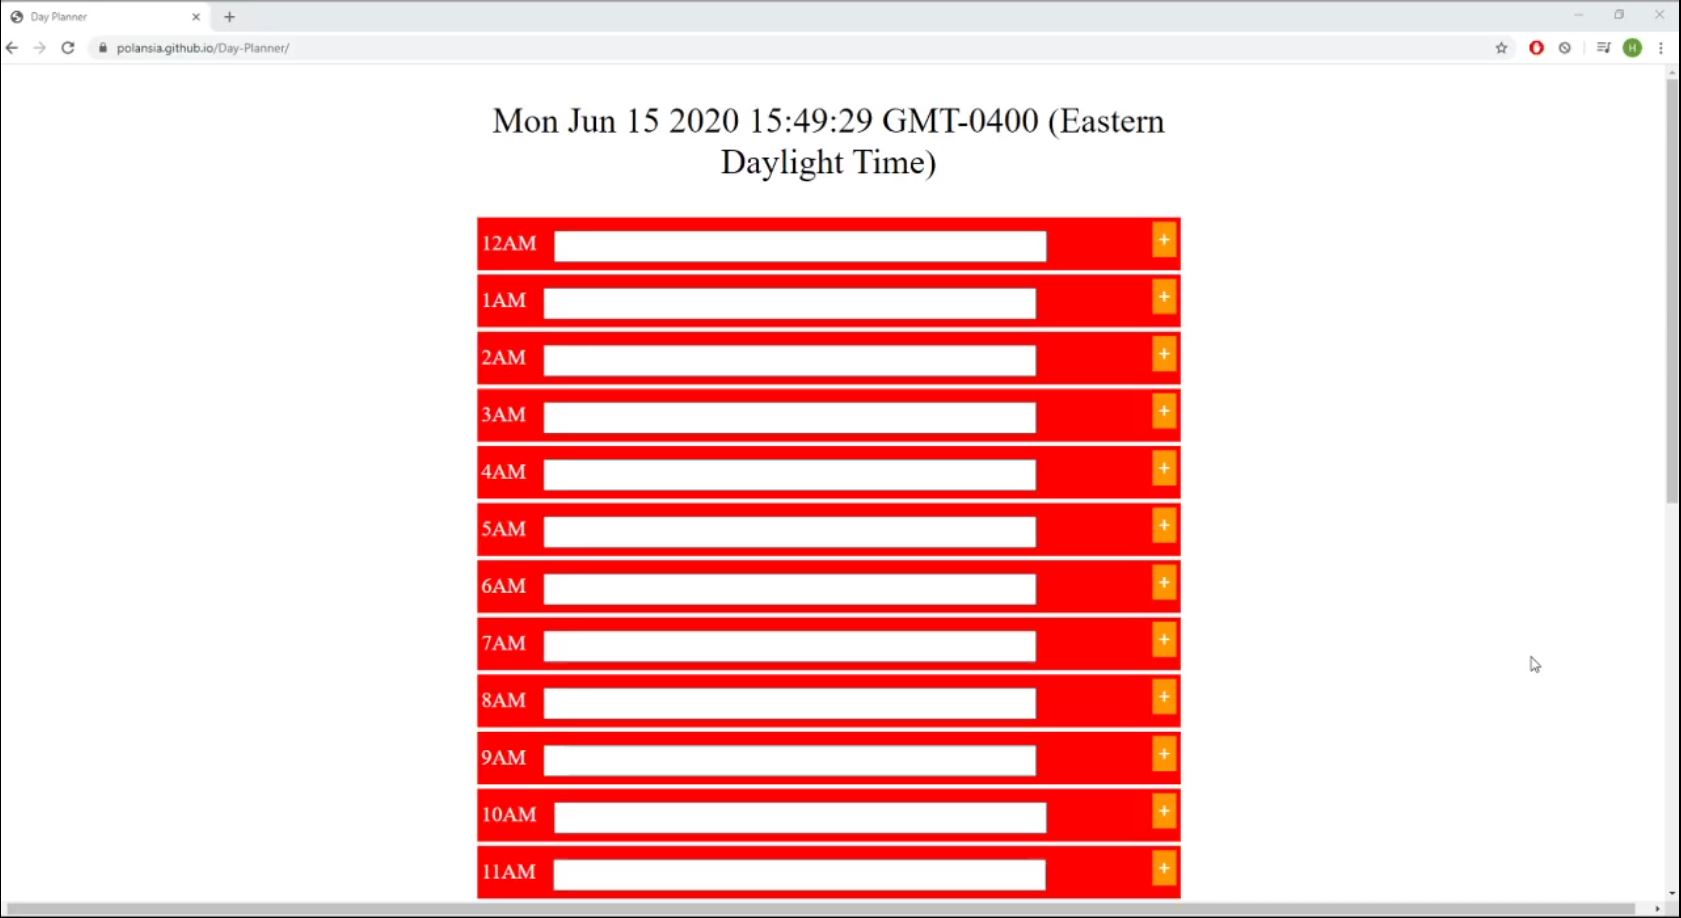 Day Planner
polansia.github.io/Day-Planner/
H
Mon Jun 15 2020 15:49:29 GMT-0400 (Eastern
Daylight Time)
12AM +
1AM +
2AM +
3AM +
4AM +
5AM +
6AM +
7AM +
8AM +
9AM +
10AM +
11AM +